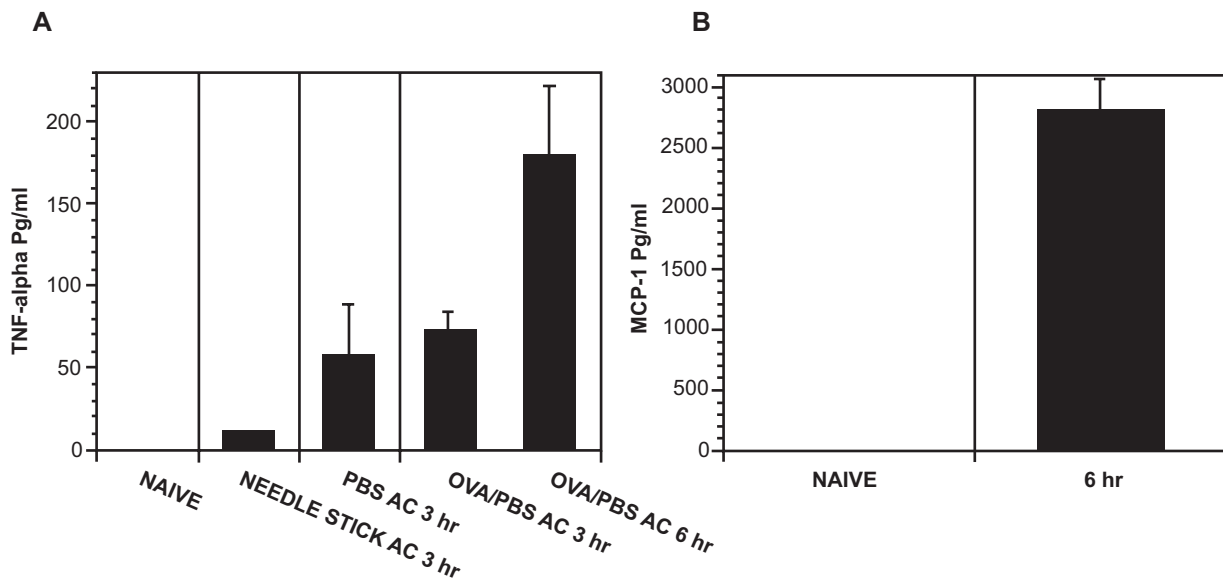 A
TNF-alpha Pg/ml
200
150
100
50
0
NAIVE
NEEDLE STICK AC 3 hr
PBS AC 3 hr
OVA/PBS AC 3 hr
OVA/PBS AC 6 hr
B
MCP-1 Pg/ml
3000
2500
2000
1500
1000
500
0
NAIVE
6 hr